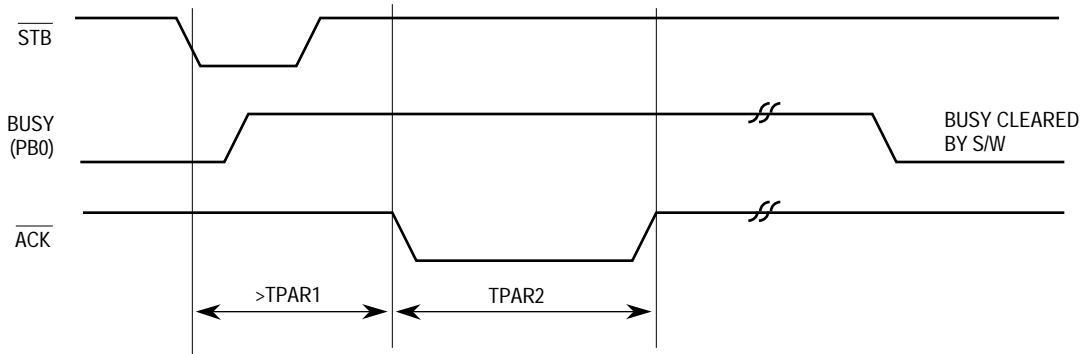 STB
BUSY
(PB0)
BUSY CLEARED
BY S/W
ACK
>TPAR1
TPAR2